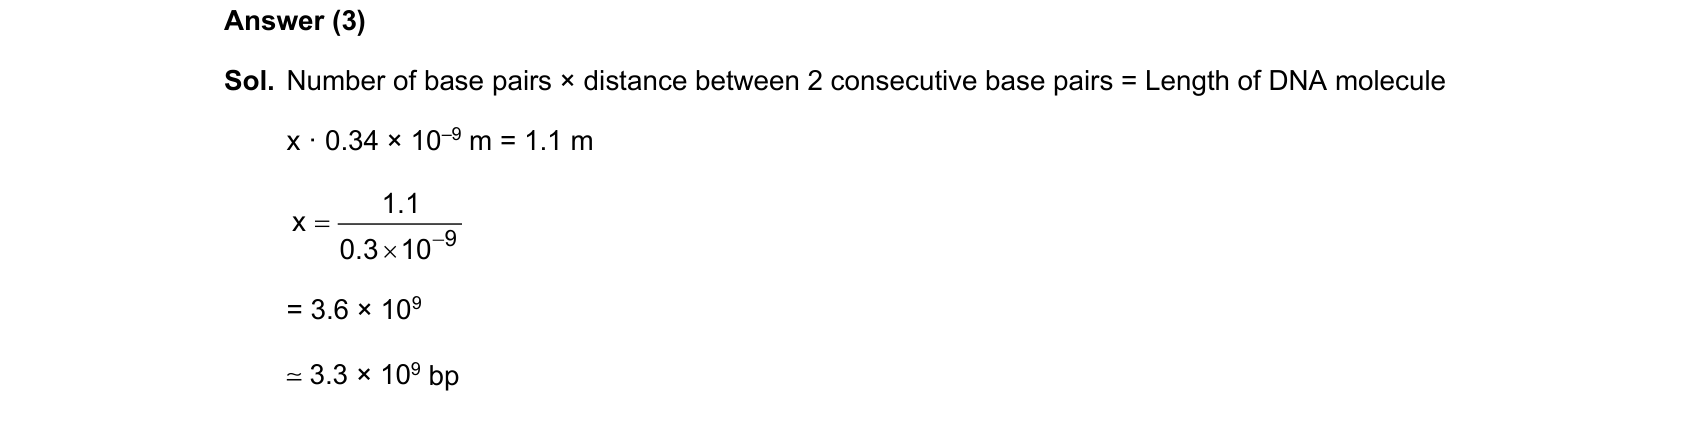 Answer (3)
Sol. Number of base pairs × distance between 2 consecutive base pairs = Length of DNA molecule
x · 0.34 × 10⁻⁹ m = 1.1 m
x = 1.1 / 0.3×10⁻⁹
= 3.6 × 10⁹
≃ 3.3 × 10⁹ bp